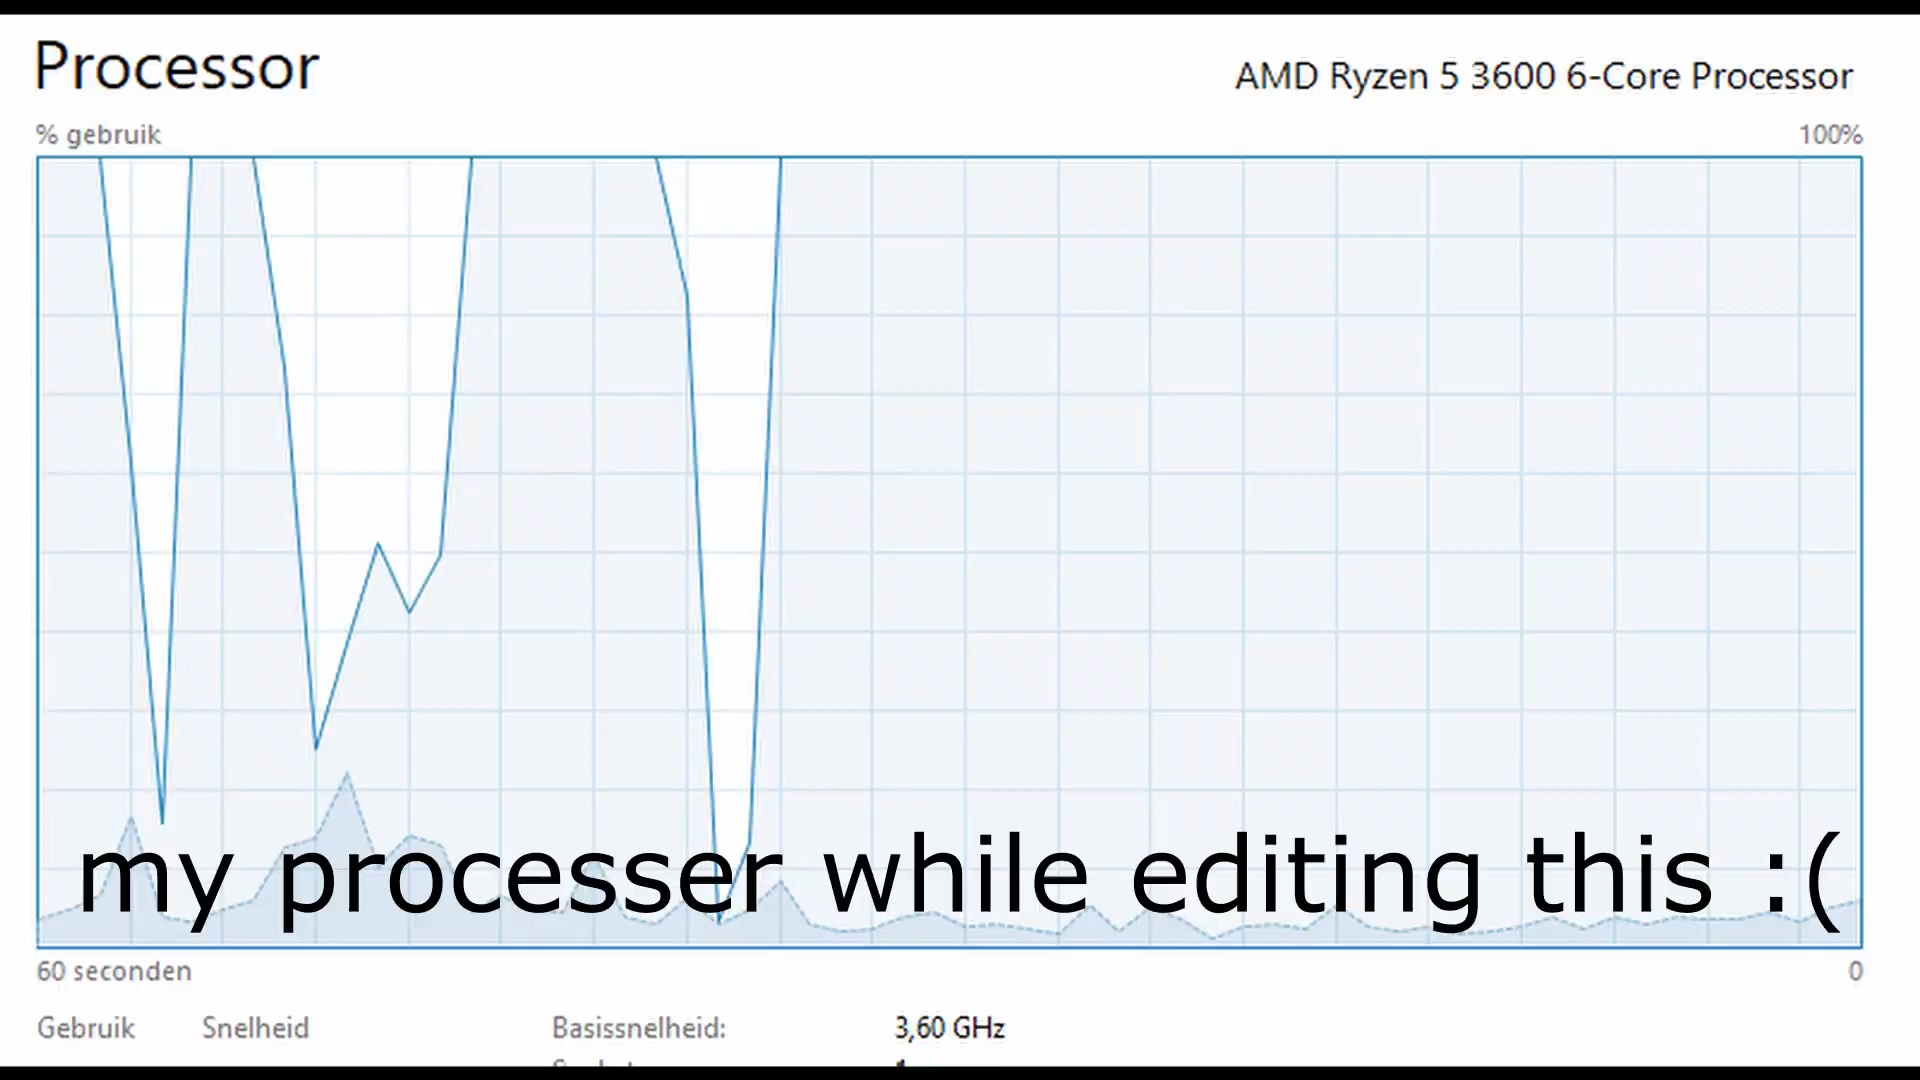 Processor
AMD Ryzen 5 3600 6-Core Processor
% gebruik
100%
my processer while editing this :(
60 seconden
0
Gebruik
Snelheid
Basissnelheid:
3,60 GHz